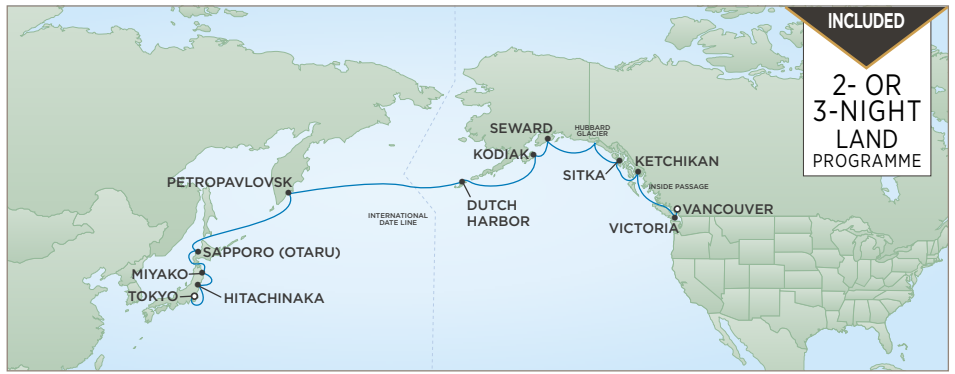 INCLUDED
2- OR
3-NIGHT
LAND
PROGRAMME
SEWARD
HUBBARD
GLACIER
KODIAK
KETCHIKAN
SITKA
PETROPAVLOVSK
INSIDE PASSAGE
DUTCH
HARBOR
VANCOUVER
INTERNATIONAL
DATE LINE
VICTORIA
SAPPORO (OTARU)
MIYAKO
TOKYO
HITACHINAKA